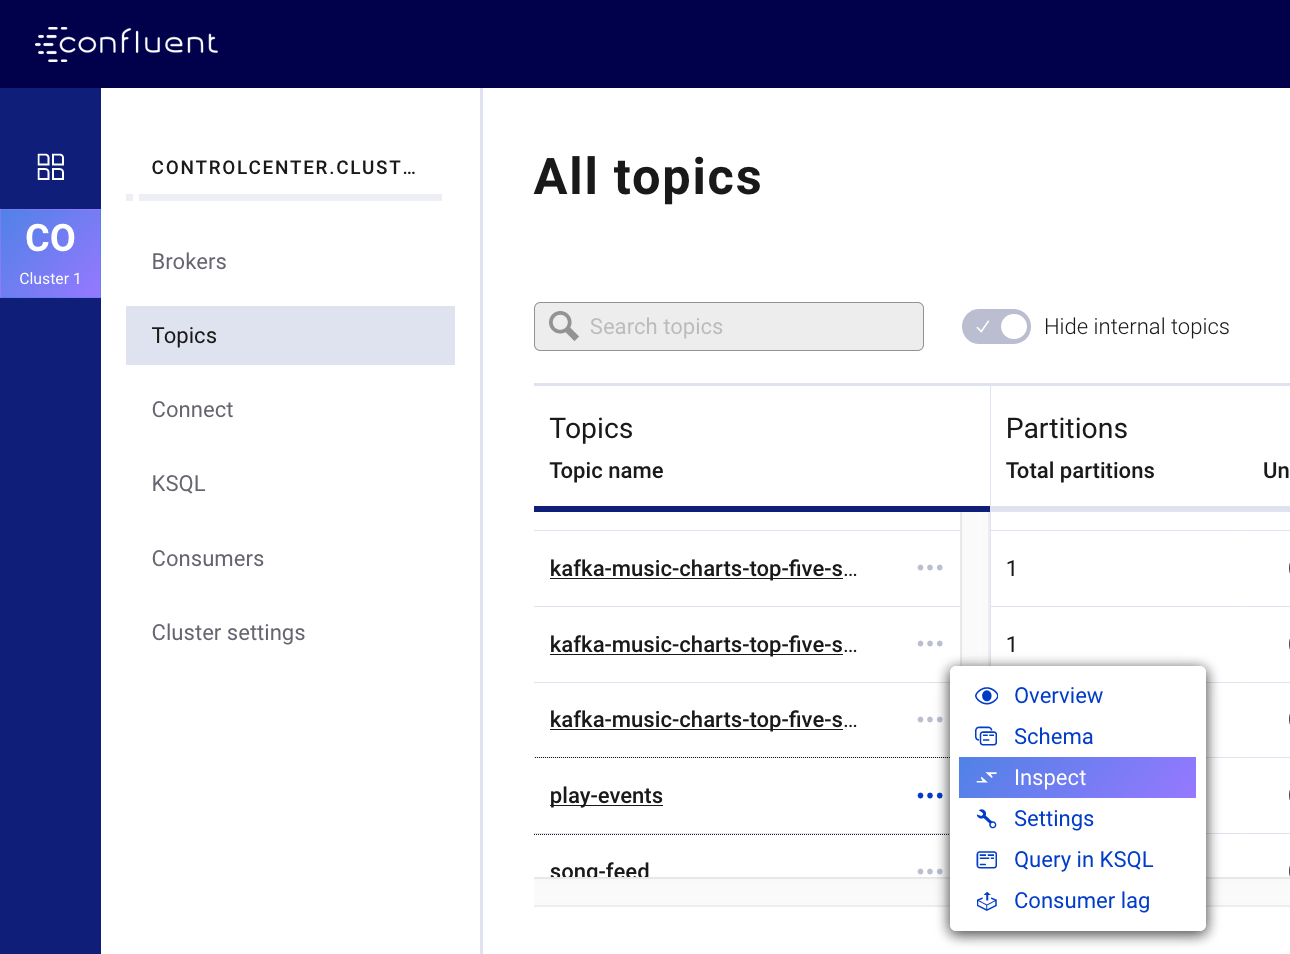 confluent
CO
Cluster 1
CONTROLCENTER.CLUST...
Brokers
Topics
Connect
KSQL
Consumers
Cluster settings
All topics
Search topics
Hide internal topics
Topics
Partitions
Topic name
Total partitions
Un
kafka-music-charts-top-five-s...
1
kafka-music-charts-top-five-s...
1
kafka-music-charts-top-five-s...
play-events
song-feed
Overview
Schema
Inspect
Settings
Query in KSQL
Consumer lag